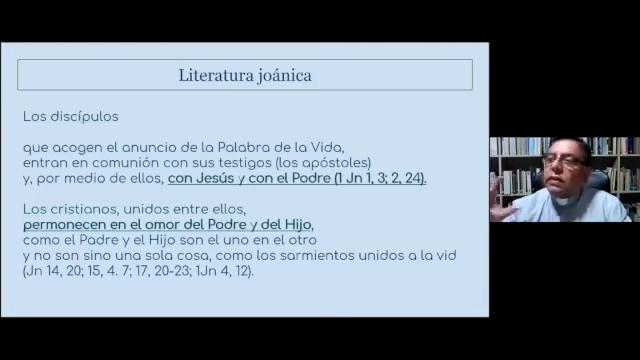 Literatura joánica
Los discípulos
que acogen el anuncio de la Palabra de la Vida,
entran en comunión con sus testigos (los apóstoles)
y, por medio de ellos, con Jesús y con el Podre (1 Jn 1, 3; 2, 24).
Los cristianos, unidos entre ellos,
permonecen en el omor del Podre y del Hijo,
como el Padre y el Hijo son el uno en el otro
y no son sino una sola cosa, como los sarmientos unidos a la vid
(Jn 14, 20; 15, 4. 7; 17, 20-23; 1Jn 4, 12).